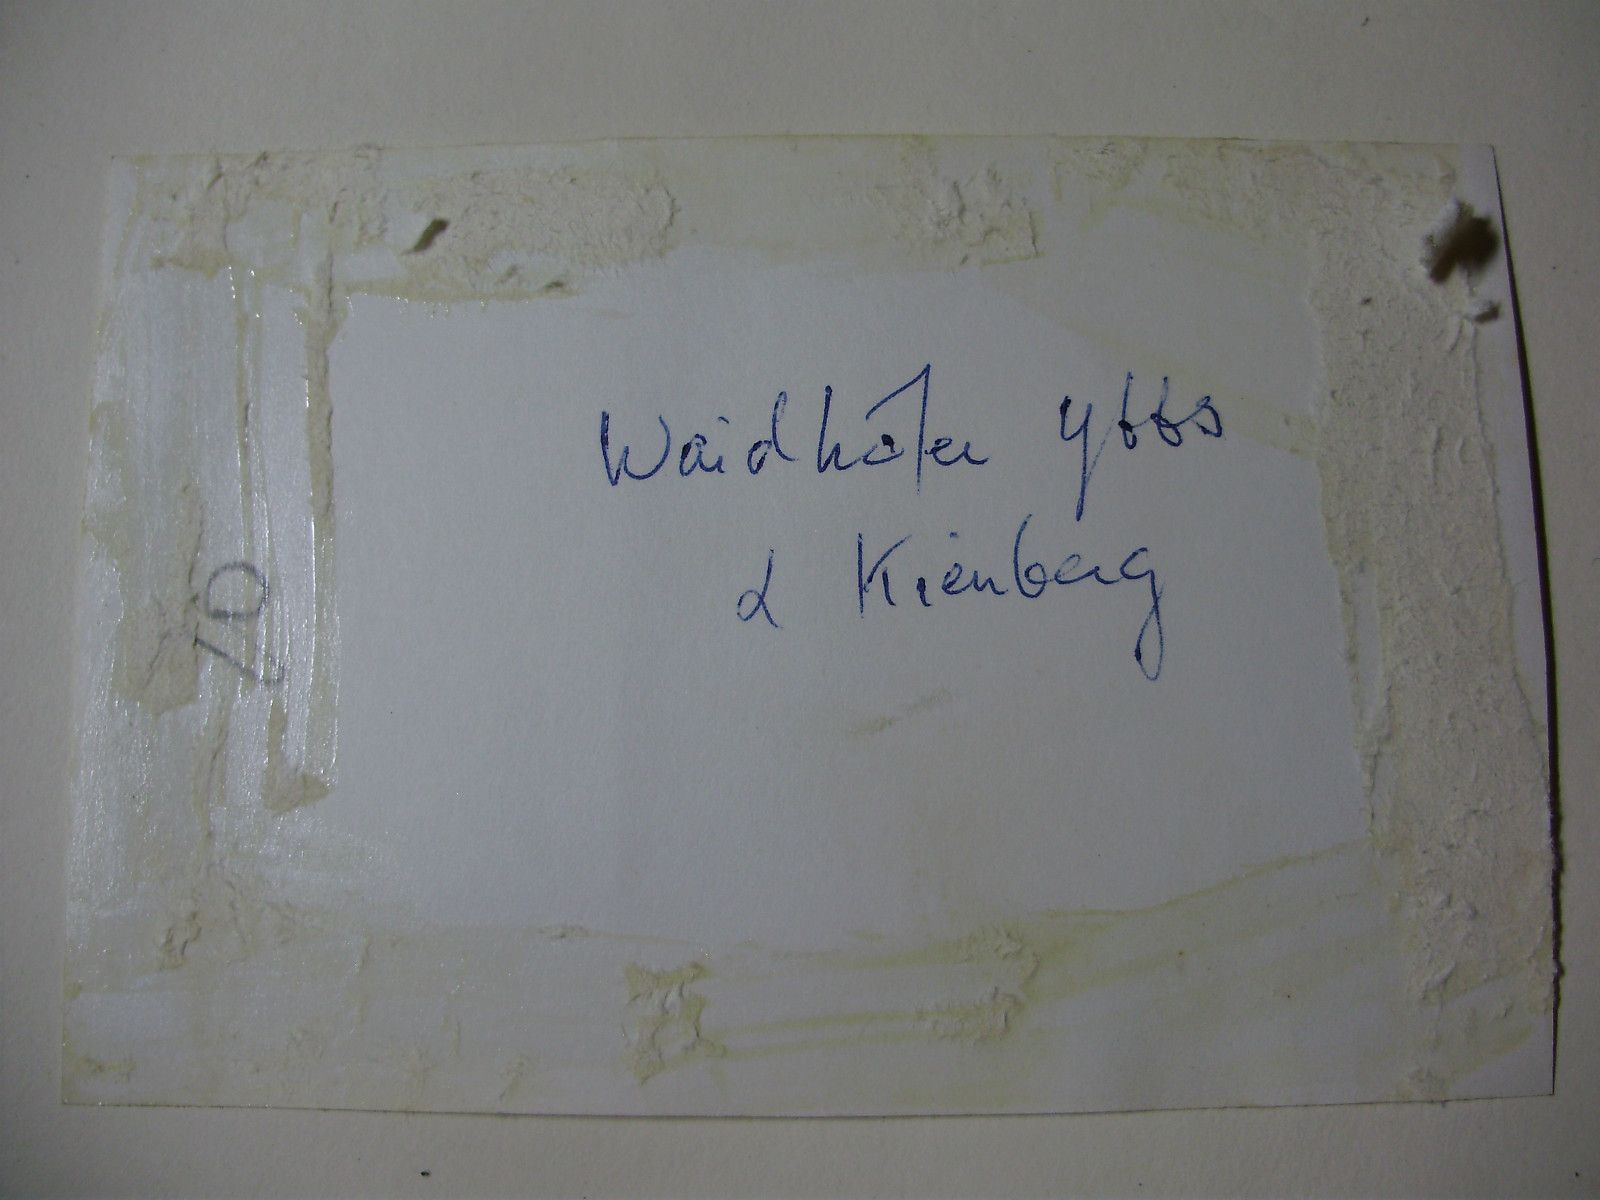 Waidhofen Ybbs
& Kienberg